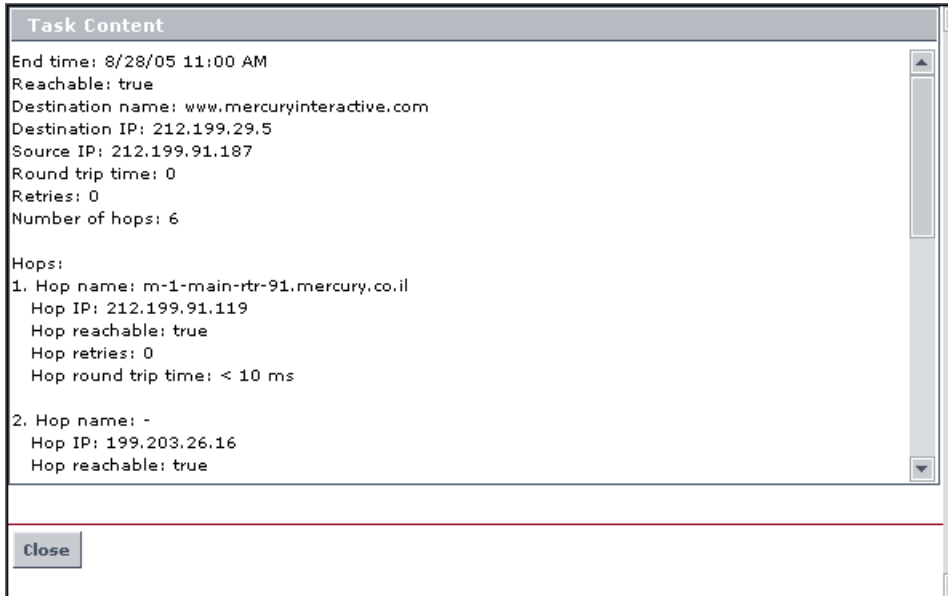 Task Content
End time: 8/28/05 11:00 AM
Reachable: true
Destination name: www.mercuryinteractive.com
Destination IP: 212.199.29.5
Source IP: 212.199.91.187
Round trip time: 0
Retries: 0
Number of hops: 6
Hops:
1. Hop name: m-1-main-rtr-91.mercury.co.il
Hop IP: 212.199.91.119
Hop reachable: true
Hop retries: 0
Hop round trip time: < 10 ms
2. Hop name: -
Hop IP: 199.203.26.16
Hop reachable: true
Close